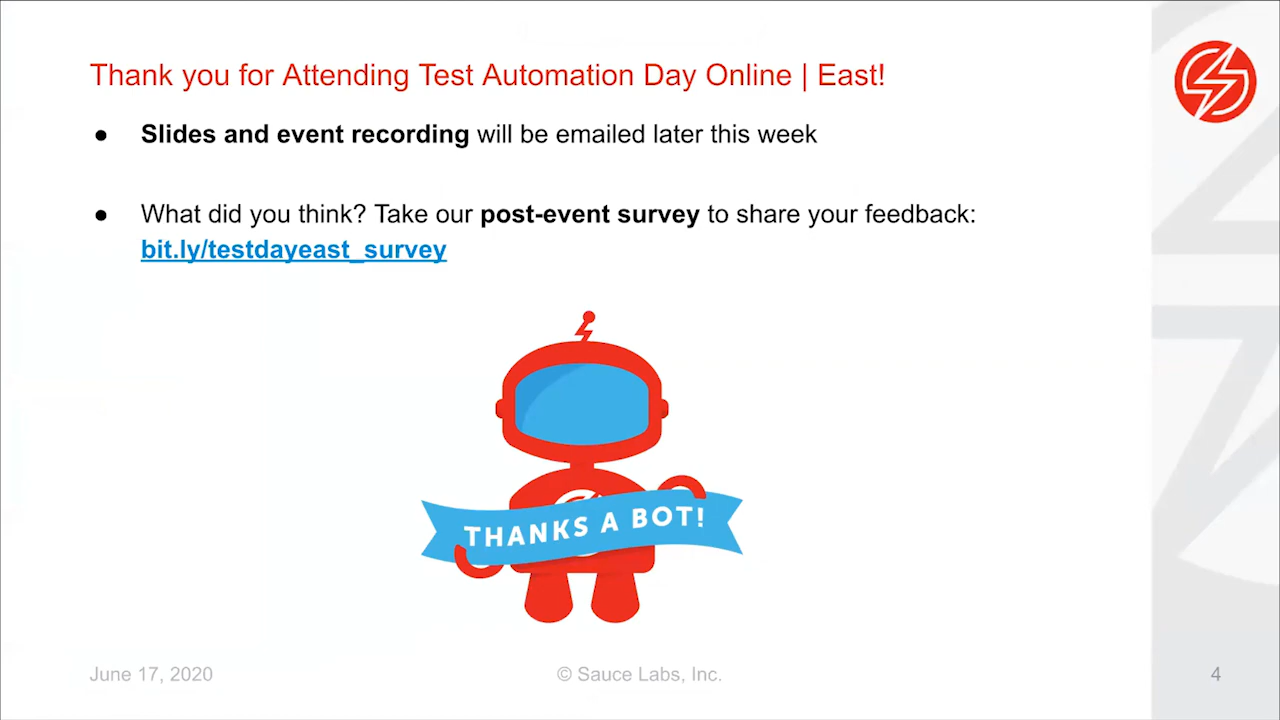 Thank you for Attending Test Automation Day Online | East!
● Slides and event recording will be emailed later this week
● What did you think? Take our post-event survey to share your feedback:
bit.ly/testdayeast_survey
THANKS A BOT!
June 17, 2020
© Sauce Labs, Inc.
4